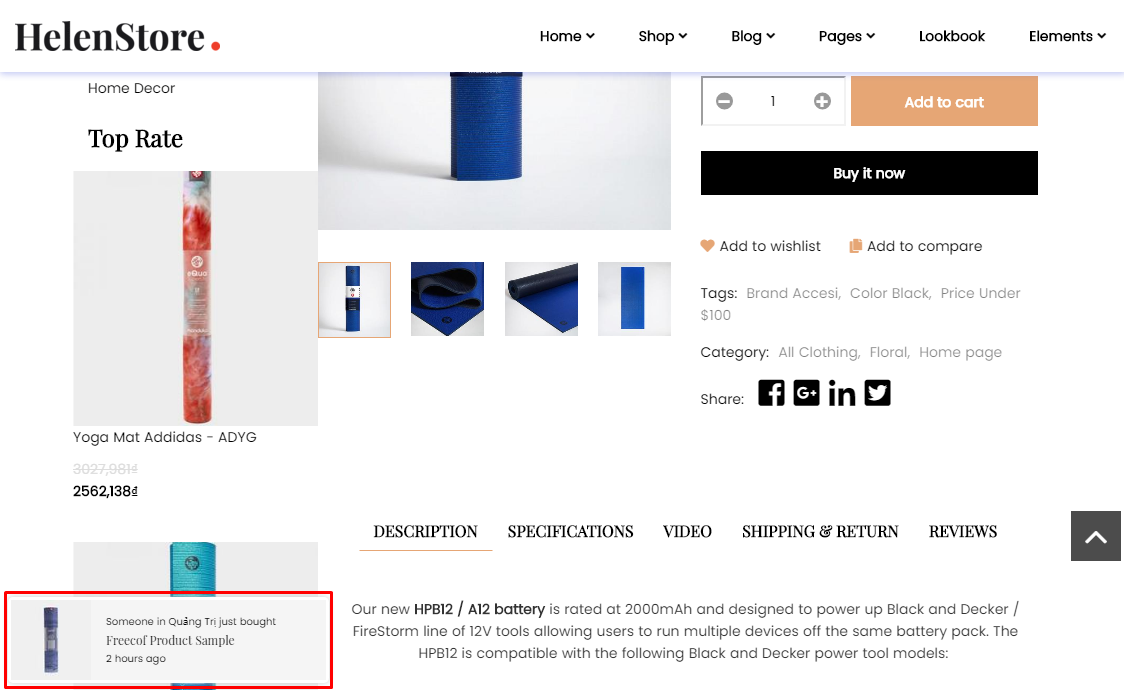 HelenStore.
Home
Shop
Blog
Pages
Lookbook
Elements
Home Decor
Top Rate
Yoga Mat Addidas - ADYG
3027,981₫
2562,138₫
1
Add to cart
Buy it now
Add to wishlist
Add to compare
Tags: Brand Accesi, Color Black, Price Under
$100
Category: All Clothing, Floral, Home page
Share:
DESCRIPTION
SPECIFICATIONS
VIDEO
SHIPPING & RETURN
REVIEWS
Our new HPB12 / A12 battery is rated at 2000mAh and designed to power up Black and Decker /
FireStorm line of 12V tools allowing users to run multiple devices off the same battery pack. The
HPB12 is compatible with the following Black and Decker power tool models:
Someone in Quảng Trị just bought
Freecof Product Sample
2 hours ago